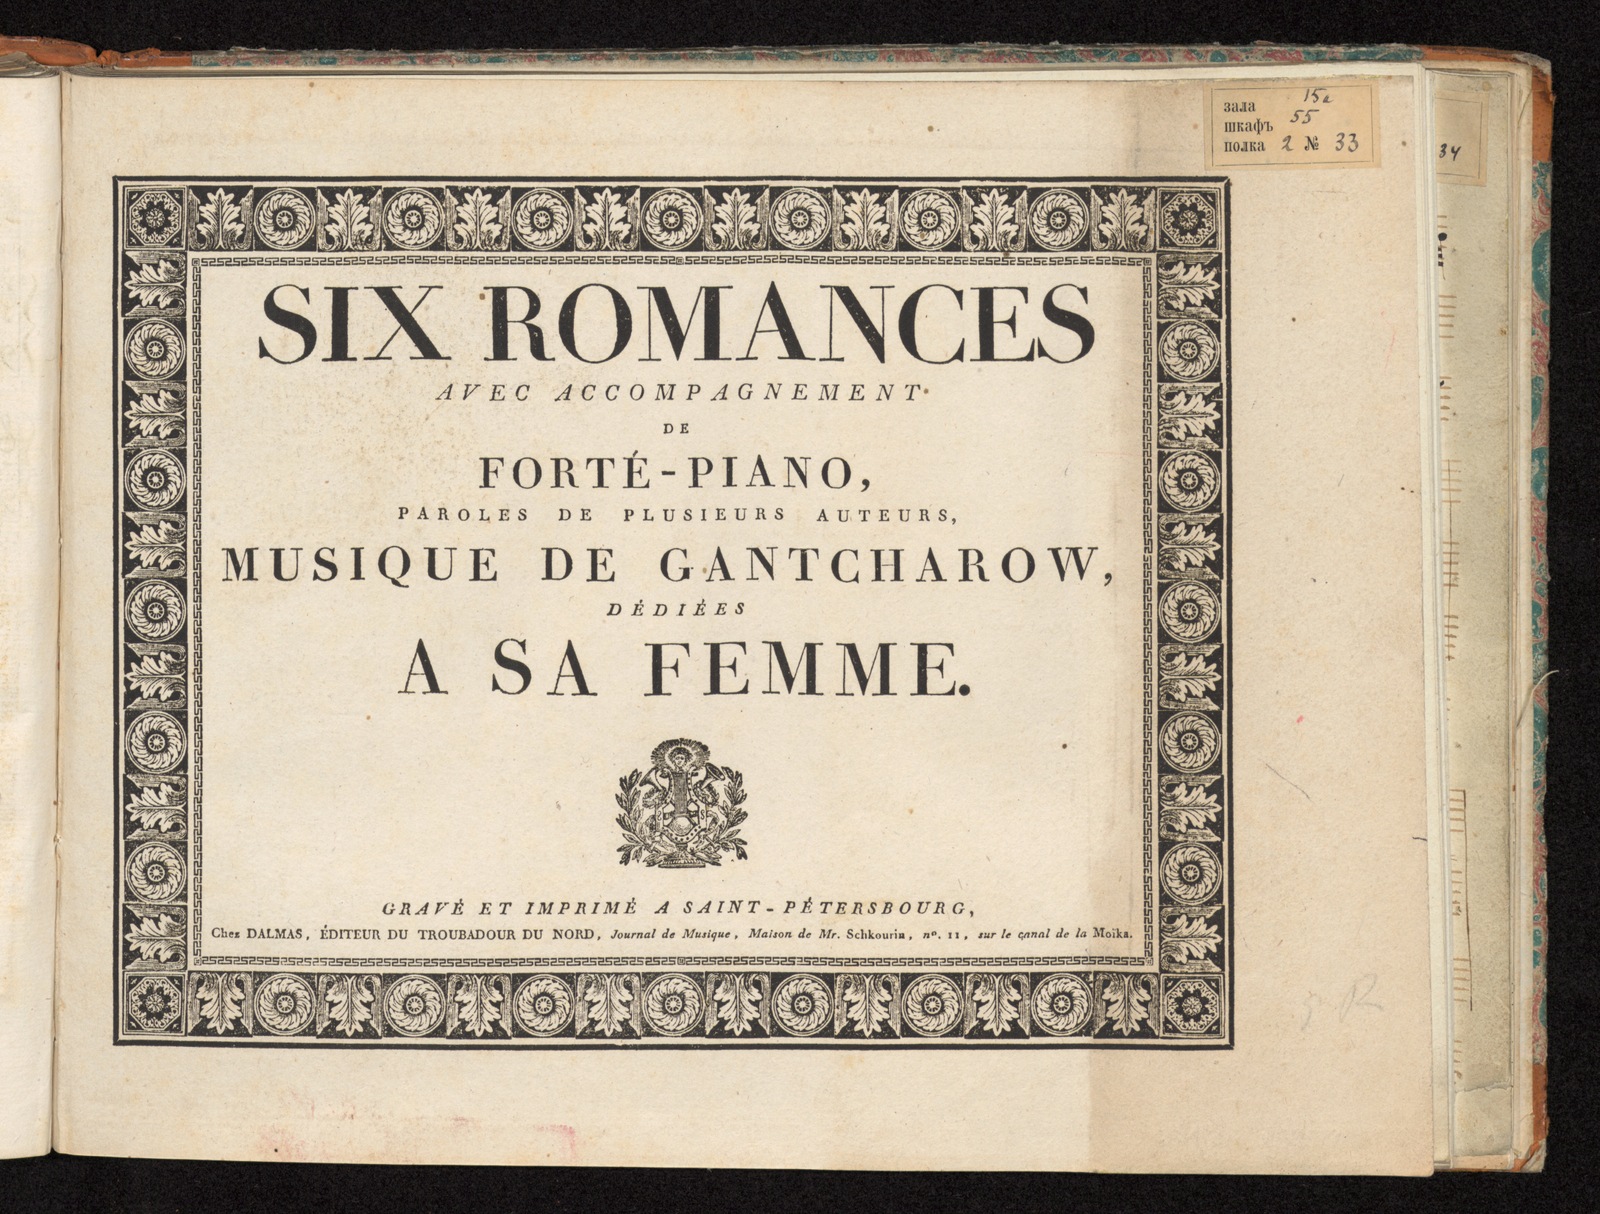 зала 15a
шкафъ 55
полка 2 № 33
34
SIX ROMANCES
AVEC ACCOMPAGNEMENT
DE
FORTÉ-PIANO,
PAROLES DE PLUSIEURS AUTEURS,
MUSIQUE DE GANTCHAROW,
DÉDIÉES
A SA FEMME.
GRAVÉ ET IMPRIMÉ A SAINT-PÉTERSBOURG,
Chez DALMAS, ÉDITEUR DU TROUBADOUR DU NORD, Journal de Musique, Maison de Mr. Schkourin, nº. 11, sur le canal de la Moïka.